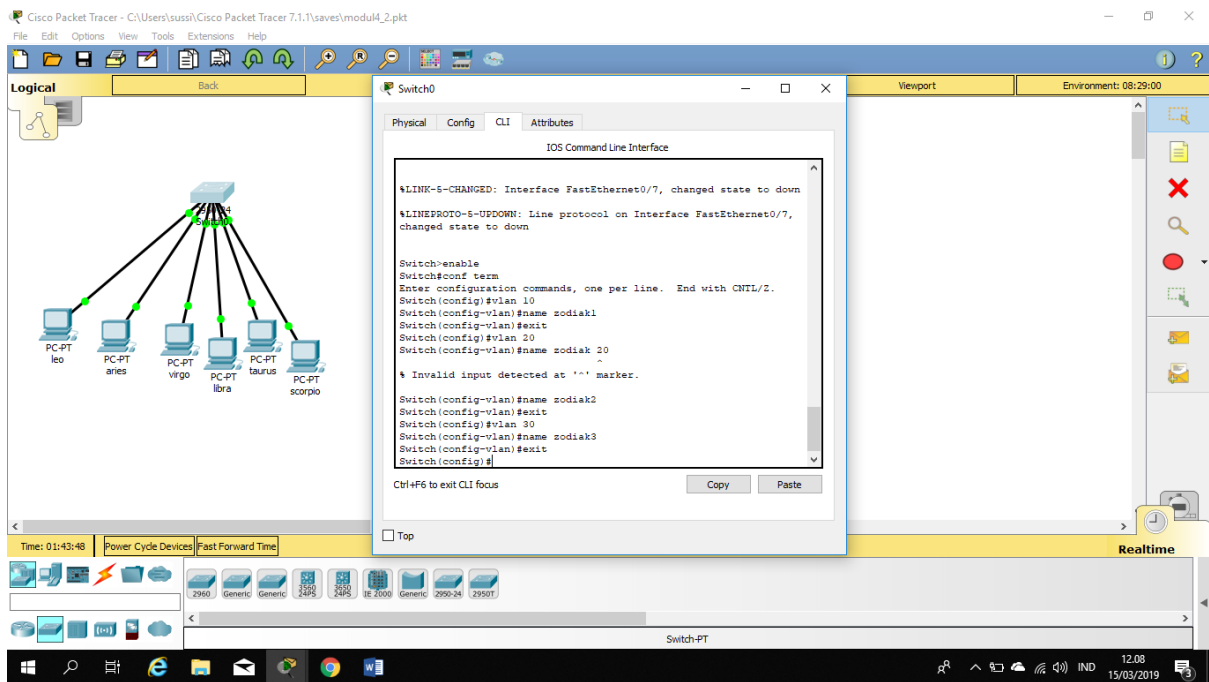 Cisco Packet Tracer - C:\Users\sussi\Cisco Packet Tracer 7.1.1\saves\modul4_2.pkt
File Edit Options View Tools Extensions Help
Logical
Back
Viewport
Environment: 08:29:00
Switch0
Physical Config CLI Attributes
IOS Command Line Interface
%LINK-5-CHANGED: Interface FastEthernet0/7, changed state to down
%LINEPROTO-5-UPDOWN: Line protocol on Interface FastEthernet0/7,
changed state to down
Switch>enable
Switch#conf term
Enter configuration commands, one per line. End with CNTL/Z.
Switch(config)#vlan 10
Switch(config-vlan)#name zodiak1
Switch(config-vlan)#exit
Switch(config)#vlan 20
Switch(config-vlan)#name zodiak 20
^
% Invalid input detected at '^' marker.
Switch(config-vlan)#name zodiak2
Switch(config-vlan)#exit
Switch(config)#vlan 30
Switch(config-vlan)#name zodiak3
Switch(config-vlan)#exit
Switch(config)#
Ctrl+F6 to exit CLI focus
Copy
Paste
Top
2950-24
Switch0
PC-PT
leo
PC-PT
aries
PC-PT
virgo
PC-PT
libra
PC-PT
taurus
PC-PT
scorpio
Time: 01:43:48
Power Cycle Devices
Fast Forward Time
Realtime
2960
Generic
Generic
3560
24PS
3650
24PS
IE 2000
Generic
2950-24
2950T
Switch-PT
IND
12.08
15/03/2019
3